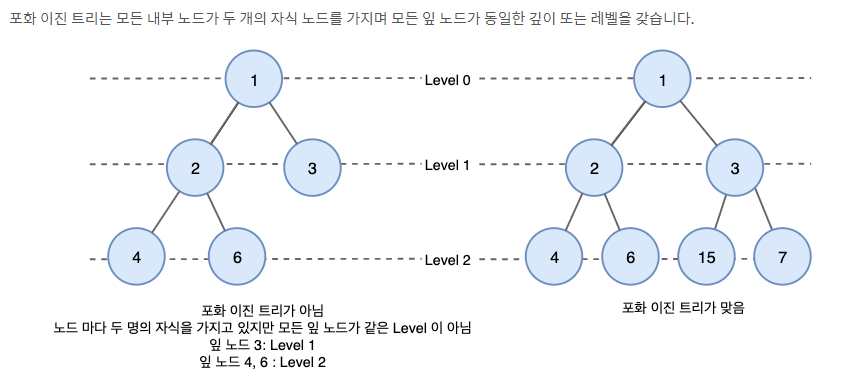 포화 이진 트리는 모든 내부 노드가 두 개의 자식 노드를 가지며 모든 잎 노드가 동일한 깊이 또는 레벨을 갖습니다.
1 Level 0 1
2 3 Level 1 2 3
4 6 Level 2 4 6 15 7
포화 이진 트리가 아님
노드 마다 두 명의 자식을 가지고 있지만 모든 잎 노드가 같은 Level 이 아님
잎 노드 3: Level 1
잎 노드 4, 6 : Level 2
포화 이진 트리가 맞음